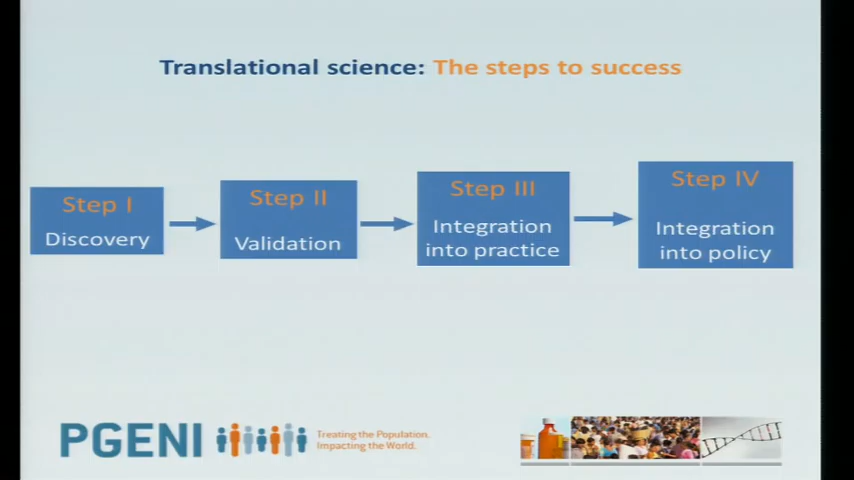 Translational science: The steps to success
Step I
Discovery
Step II
Validation
Step III
Integration
into practice
Step IV
Integration
into policy
PGENI
Treating the Population.
Impacting the World.